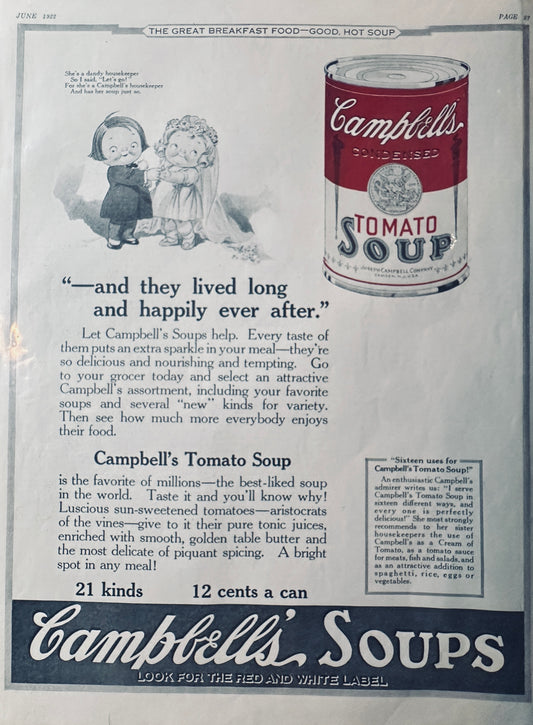 JUNE 1922
PAGE 27
THE GREAT BREAKFAST FOOD—GOOD, HOT SOUP
She's a dandy housekeeper
So I said, "Let's go!"
For she's a Campbell's housekeeper
And has her soup just so.
Campbell's
CONDENSED
TOMATO
SOUP
JOSEPH CAMPBELL COMPANY
CAMDEN, N.J., U.S.A.
"—and they lived long
and happily ever after."
Let Campbell's Soups help. Every taste of
them puts an extra sparkle in your meal—they're
so delicious and nourishing and tempting. Go
to your grocer today and select an attractive
Campbell's assortment, including your favorite
soups and several "new" kinds for variety.
Then see how much more everybody enjoys
their food.
Campbell's Tomato Soup
is the favorite of millions—the best-liked soup
in the world. Taste it and you'll know why!
Luscious sun-sweetened tomatoes—aristocrats
of the vines—give to it their pure tonic juices,
enriched with smooth, golden table butter and
the most delicate of piquant spicing. A bright
spot in any meal!
21 kinds 12 cents a can
"Sixteen uses for
Campbell's Tomato Soup!"
An enthusiastic Campbell's
admirer writes us: "I serve
Campbell's Tomato Soup in
sixteen different ways, and
every one is perfectly
delicious!" She most strongly
recommends to her sister
housekeepers the use of
Campbell's as a Cream of
Tomato, as a tomato sauce
for meats, fish and salads, and
as an attractive addition to
spaghetti, rice, eggs or
vegetables.
Campbell's SOUPS
LOOK FOR THE RED AND WHITE LABEL